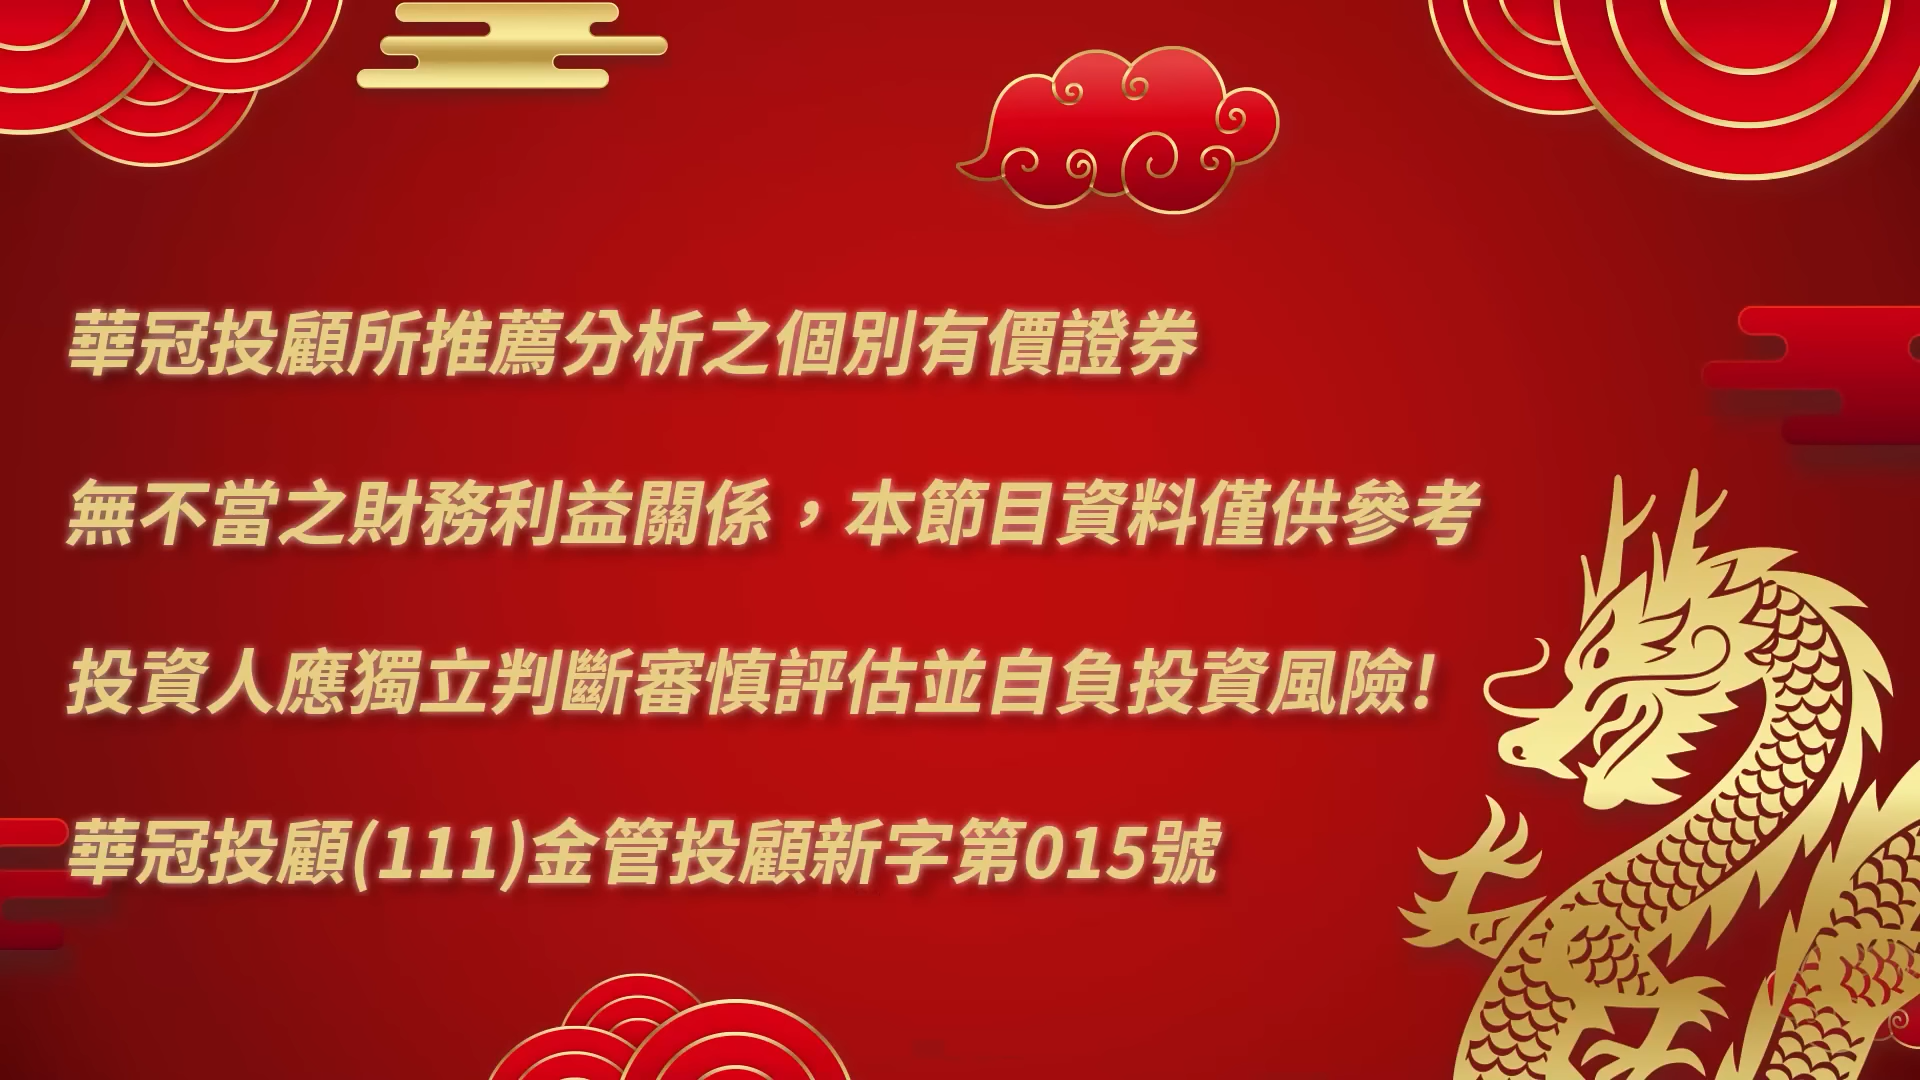 華冠投顧所推薦分析之個別有價證券
無不當之財務利益關係，本節目資料僅供參考
投資人應獨立判斷審慎評估並自負投資風險!
華冠投顧(111)金管投顧新字第015號